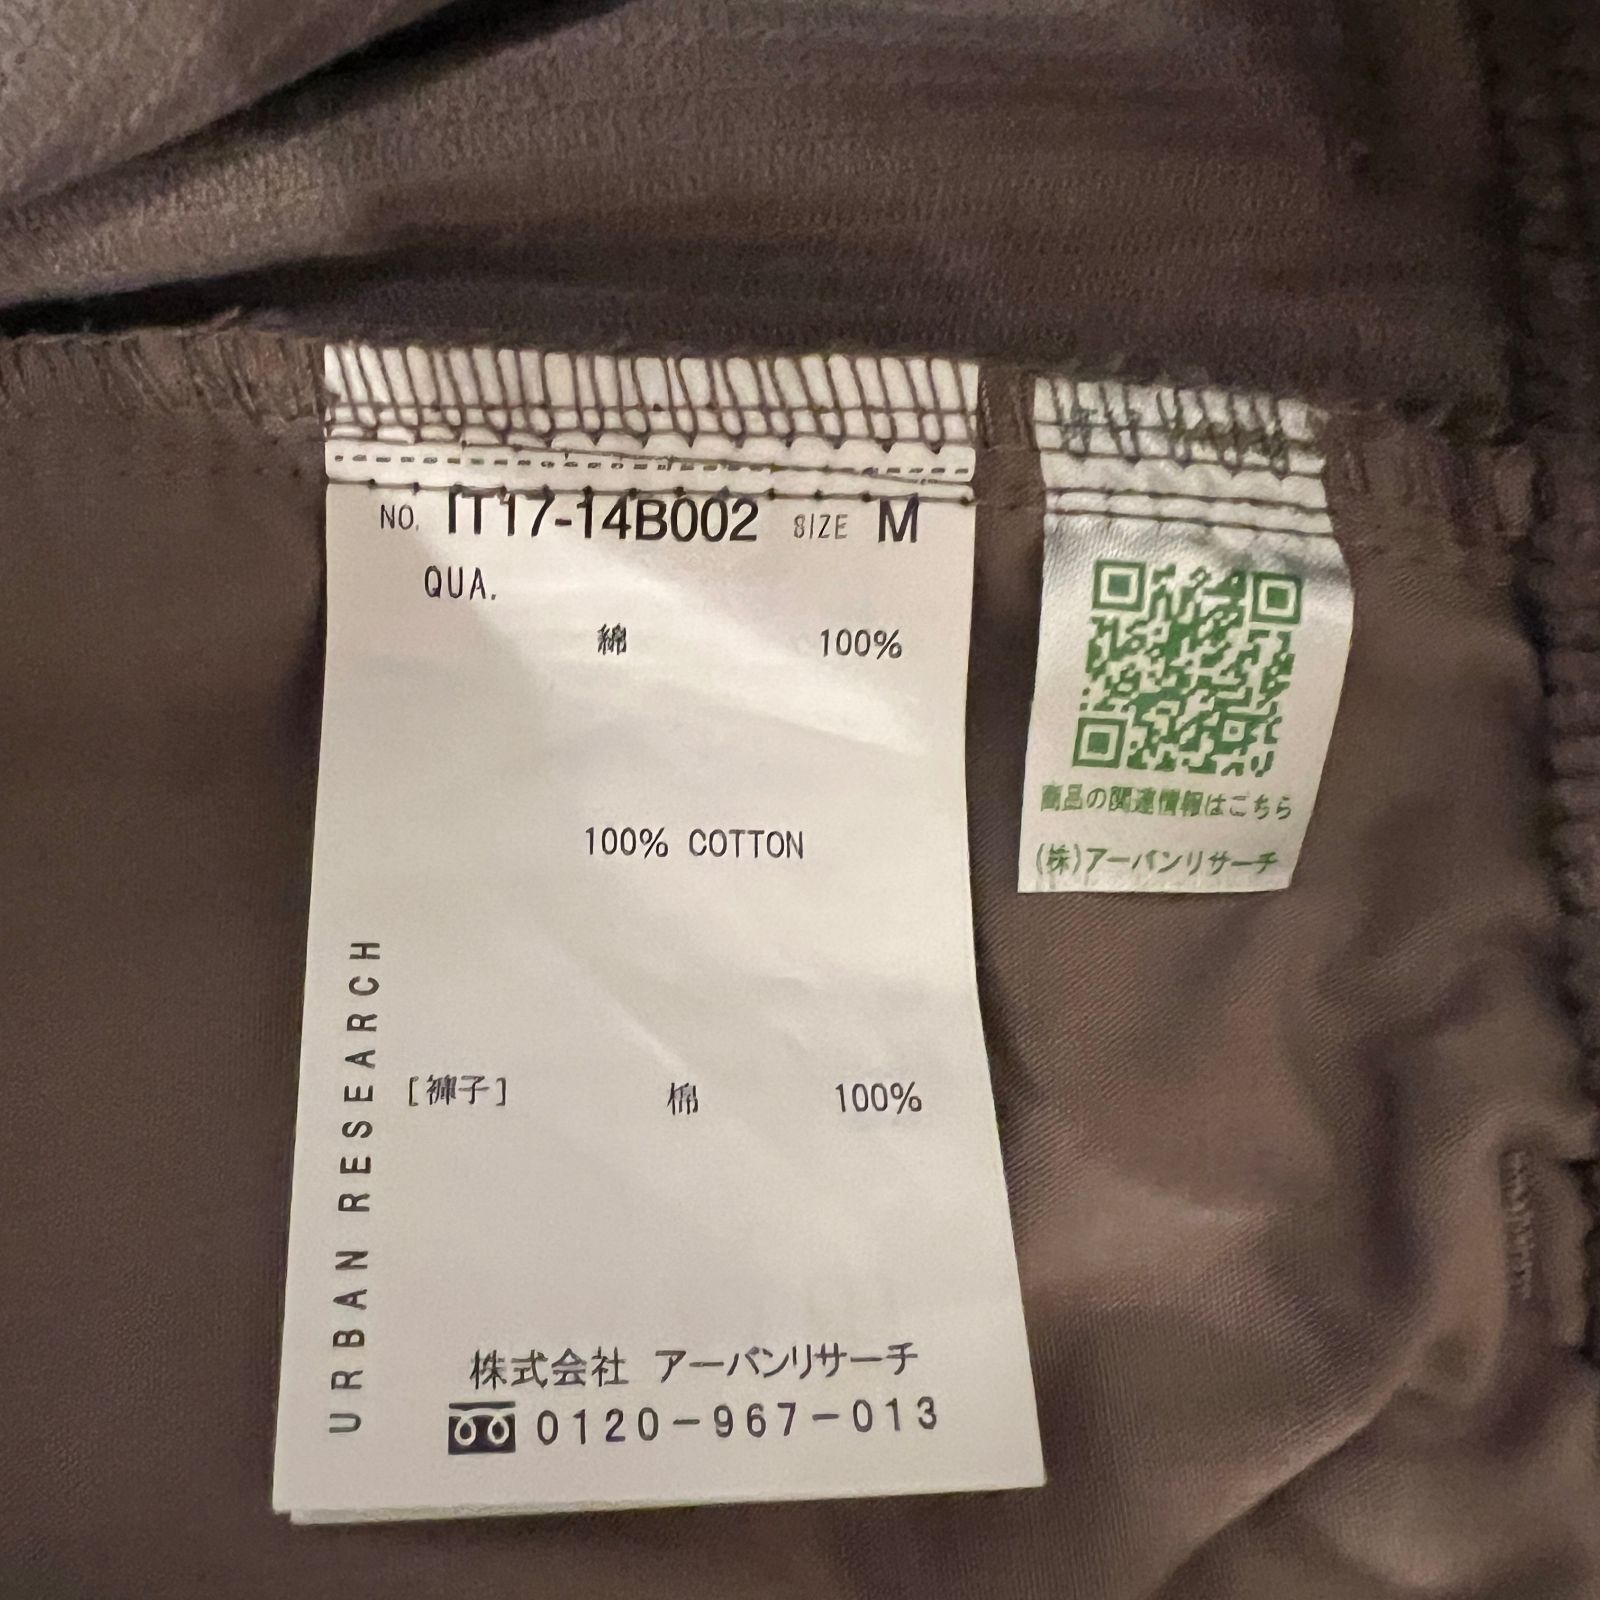 NO. IT17-14B002 SIZE M
QUA.
綿 100%
100% COTTON
[褲子] 棉 100%
URBAN RESEARCH
株式会社 アーバンリサーチ
0120-967-013
商品の関連情報はこちら
(株)アーバンリサーチ